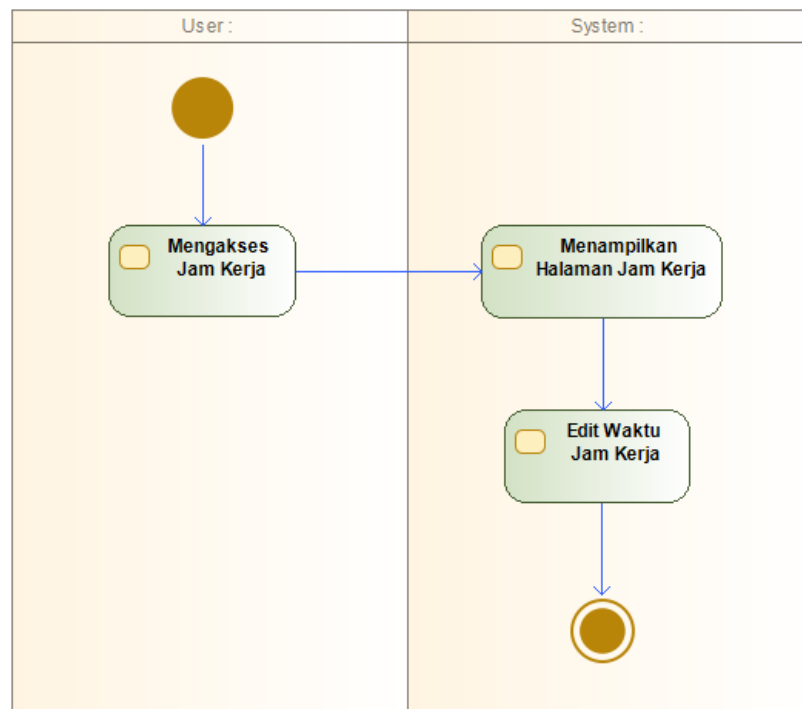 User :
System :
Mengakses
Jam Kerja
Menampilkan
Halaman Jam Kerja
Edit Waktu
Jam Kerja